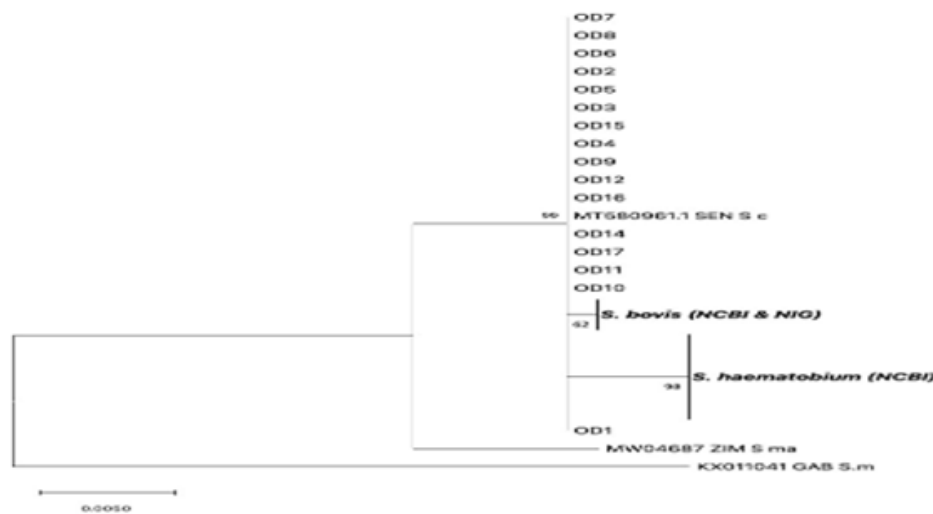 OD7
OD8
OD6
OD2
OD5
OD3
OD15
OD4
OD9
OD12
OD16
MT580961.1 SEN S c
OD14
OD17
OD11
OD10
S. bovis (NCBI & NIG)
62
S. haematobium (NCBI)
98
OD1
MW04687 ZIM S ma
KX011041 GAB S.m
0.0050